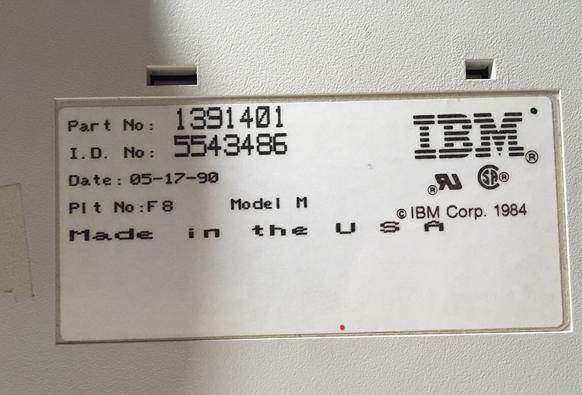 Part No: 1391401
IBM®
I.D. No: 5543486
Date: 05-17-90
Plt No:F8 Model M
© IBM Corp. 1984
Made in the U S A